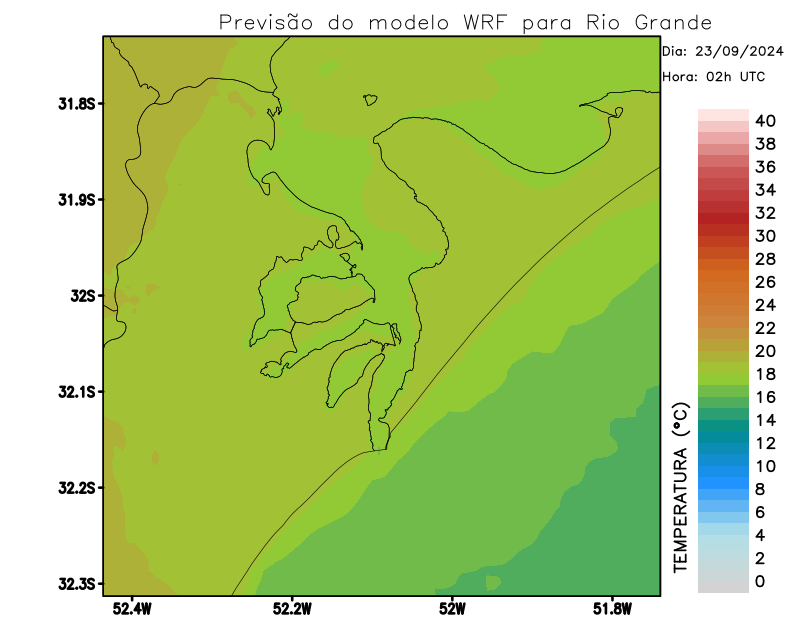 Previsão do modelo WRF para Rio Grande
Dia: 23/09/2024
Hora: 02h UTC
31.8S
31.9S
32S
32.1S
32.2S
32.3S
52.4W
52.2W
52W
51.8W
TEMPERATURA (°C)
40
38
36
34
32
30
28
26
24
22
20
18
16
14
12
10
8
6
4
2
0